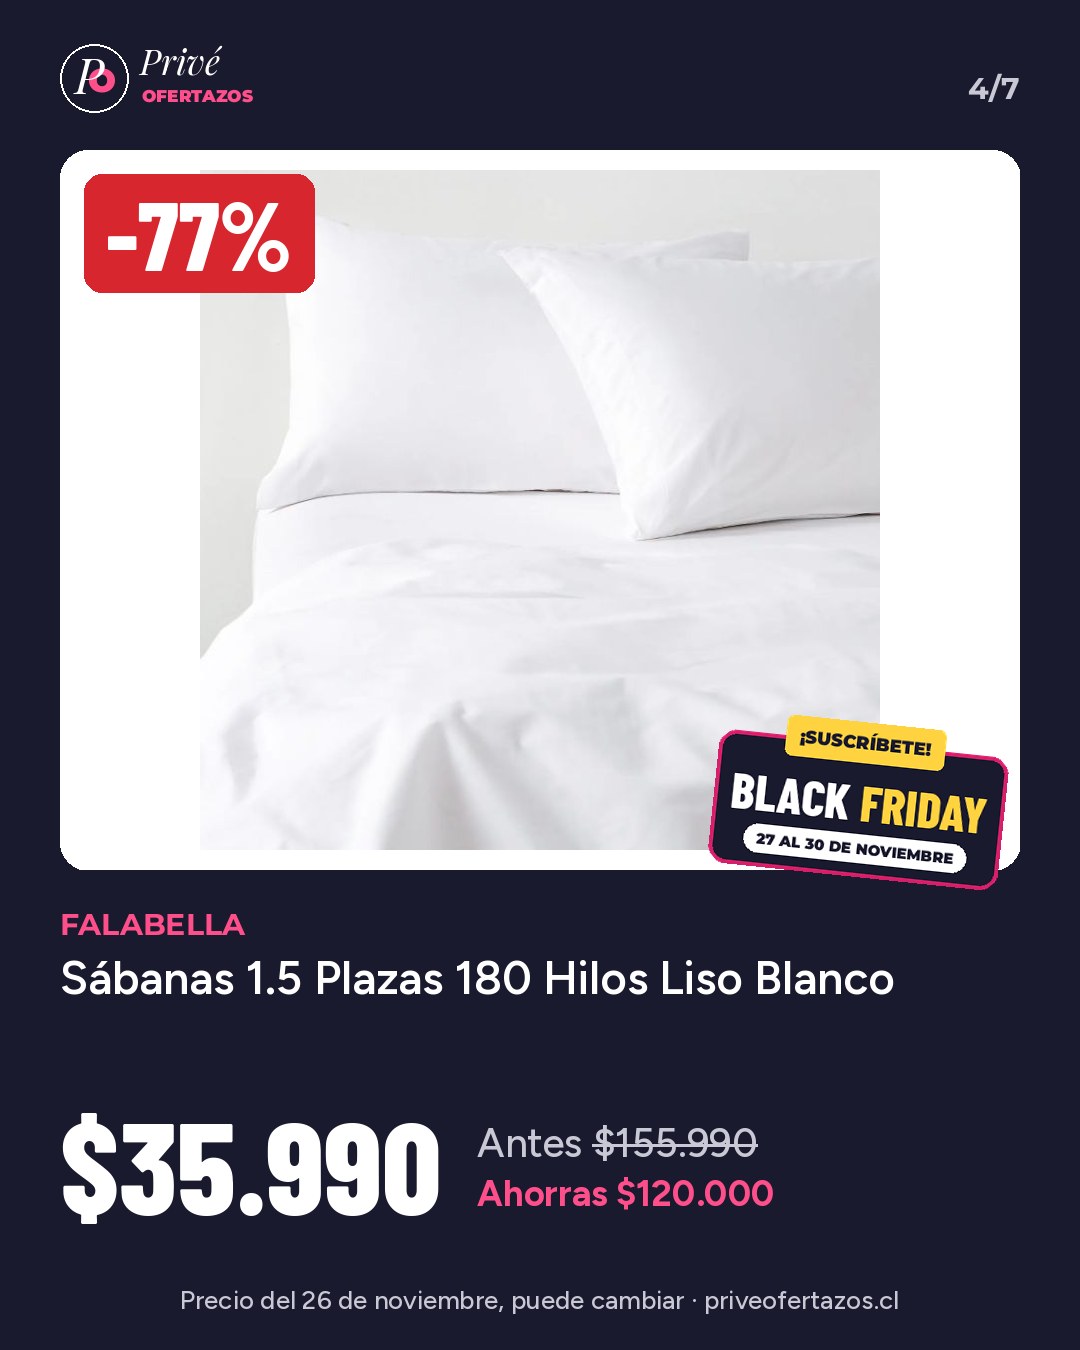 Po
Privé
OFERTAZOS
4/7
-77%
¡SUSCRÍBETE!
BLACK FRIDAY
27 AL 30 DE NOVIEMBRE
FALABELLA
Sábanas 1.5 Plazas 180 Hilos Liso Blanco
$35.990
Antes $155.990
Ahorras $120.000
Precio del 26 de noviembre, puede cambiar · priveofertazos.cl